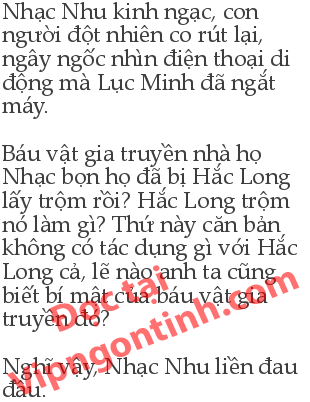 Nhạc Nhu kinh ngạc, con
người đột nhiên co rút lại,
ngây ngốc nhìn điện thoại di
động mà Lục Minh đã ngắt
máy.

Báu vật gia truyền nhà họ
Nhạc bọn họ đã bị Hắc Long
lấy trộm rồi? Hắc Long trộm
nó làm gì? Thứ này căn bản
không có tác dụng gì với Hắc
Long cả, lẽ nào anh ta cũng
biết bí mật của báu vật gia
truyền đó?
Đọc tại
Vipngontinh.com

Nghĩ vậy, Nhạc Nhu liền đau
đầu.